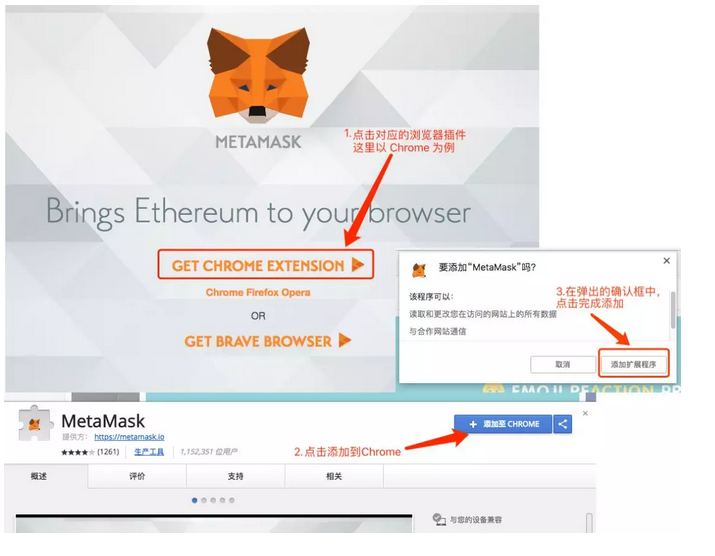 METAMASK
1.点击对应的浏览器插件
这里以 Chrome 为例
Brings Ethereum to your browser
GET CHROME EXTENSION
Chrome Firefox Opera
OR
GET BRAVE BROWSER
要添加“MetaMask”吗?
该程序可以:
读取和更改您在访问的网站上的所有数据
与合作网站通信
3.在弹出的确认框中,
点击完成添加
取消
添加扩展程序
EMOJI REACTION PR
MetaMask
提供方: https://metamask.io
(1261)
生产工具
1,152,351 位用户
2.点击添加到Chrome
+ 添加至 CHROME
概述
评价
支持
相关
与您的设备兼容